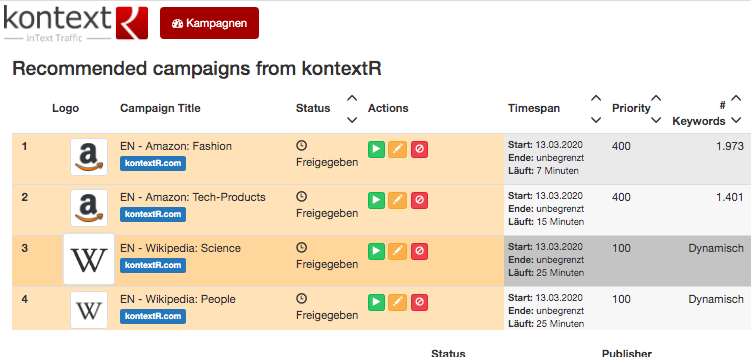 kontext R
inText Traffic
Kampagnen
Recommended campaigns from kontextR
Logo Campaign Title Status Actions Timespan Priority # Keywords
1 a EN - Amazon: Fashion kontextR.com Freigegeben Start: 13.03.2020 Ende: unbegrenzt Läuft: 7 Minuten 400 1.973
2 a EN - Amazon: Tech-Products kontextR.com Freigegeben Start: 13.03.2020 Ende: unbegrenzt Läuft: 15 Minuten 400 1.401
3 W EN - Wikipedia: Science kontextR.com Freigegeben Start: 13.03.2020 Ende: unbegrenzt Läuft: 25 Minuten 100 Dynamisch
4 W EN - Wikipedia: People kontextR.com Freigegeben Start: 13.03.2020 Ende: unbegrenzt Läuft: 25 Minuten 100 Dynamisch
Status Publisher